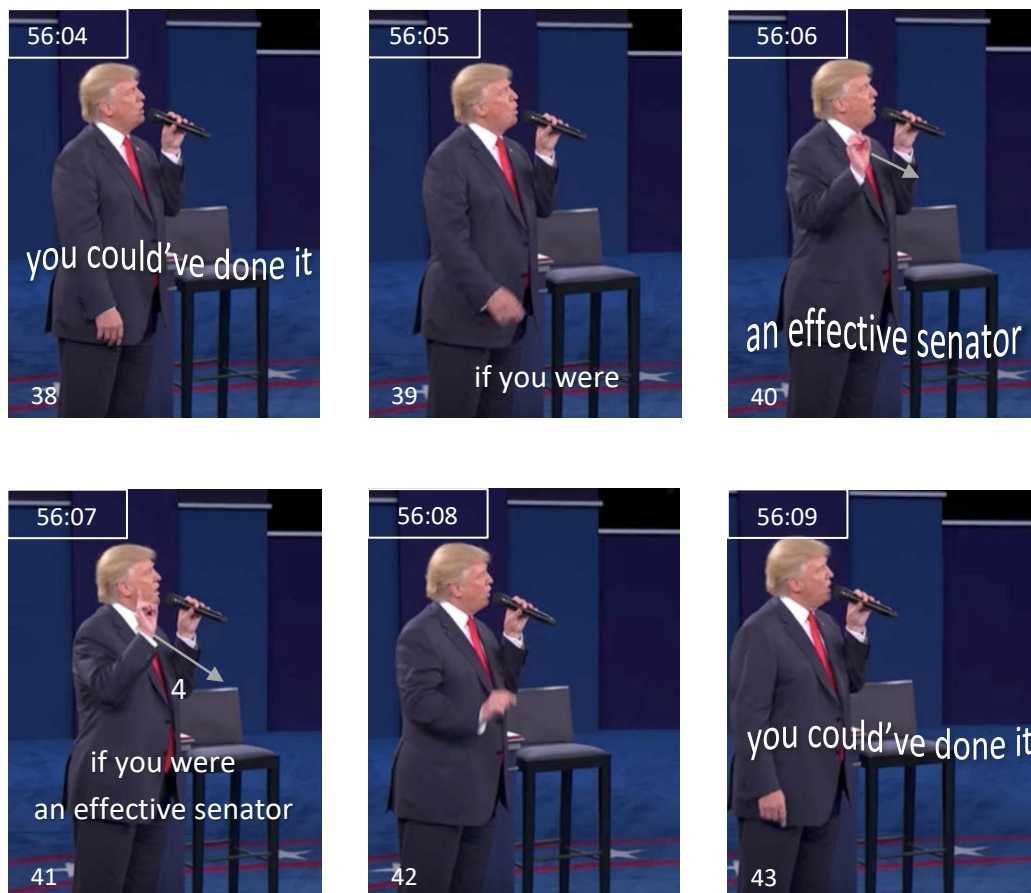 56:04
you could've done it
38
56:05
if you were
39
56:06
an effective senator
40
56:07
4
if you were
an effective senator
41
56:08
42
56:09
you could've done it
43